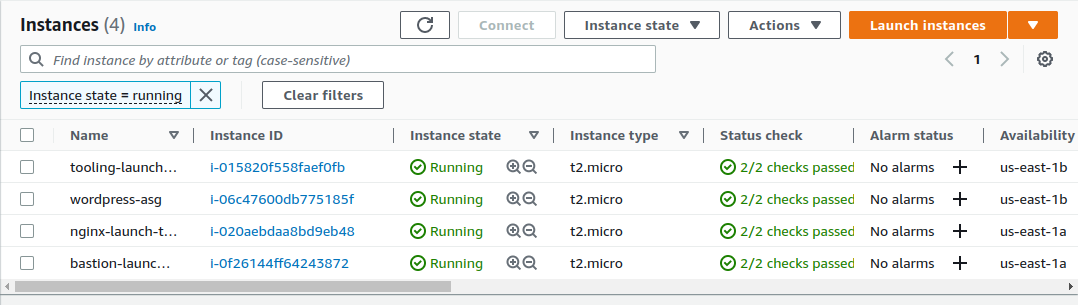 Instances (4) Info Connect Instance state Actions Launch instances
Find instance by attribute or tag (case-sensitive) 1
Instance state = running Clear filters
Name Instance ID Instance state Instance type Status check Alarm status Availability
tooling-launch... i-015820f558faef0fb Running t2.micro 2/2 checks passed No alarms us-east-1b
wordpress-asg i-06c47600db775185f Running t2.micro 2/2 checks passed No alarms us-east-1b
nginx-launch-t... i-020aebdaa8bd9eb48 Running t2.micro 2/2 checks passed No alarms us-east-1a
bastion-launc... i-0f26144ff64243872 Running t2.micro 2/2 checks passed No alarms us-east-1a